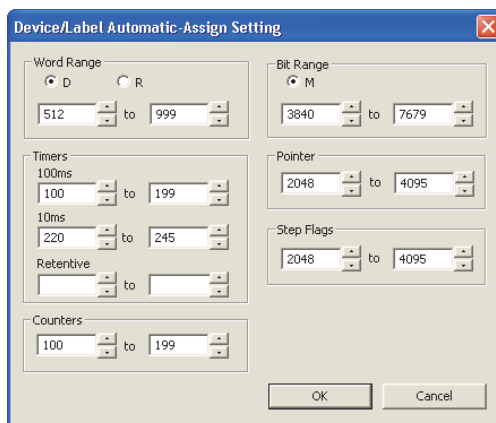 Device/Label Automatic-Assign Setting
Word Range
D R
512 to 999
Timers
100ms
100 to 199
10ms
220 to 245
Retentive
to
Counters
100 to 199
Bit Range
M
3840 to 7679
Pointer
2048 to 4095
Step Flags
2048 to 4095
OK Cancel